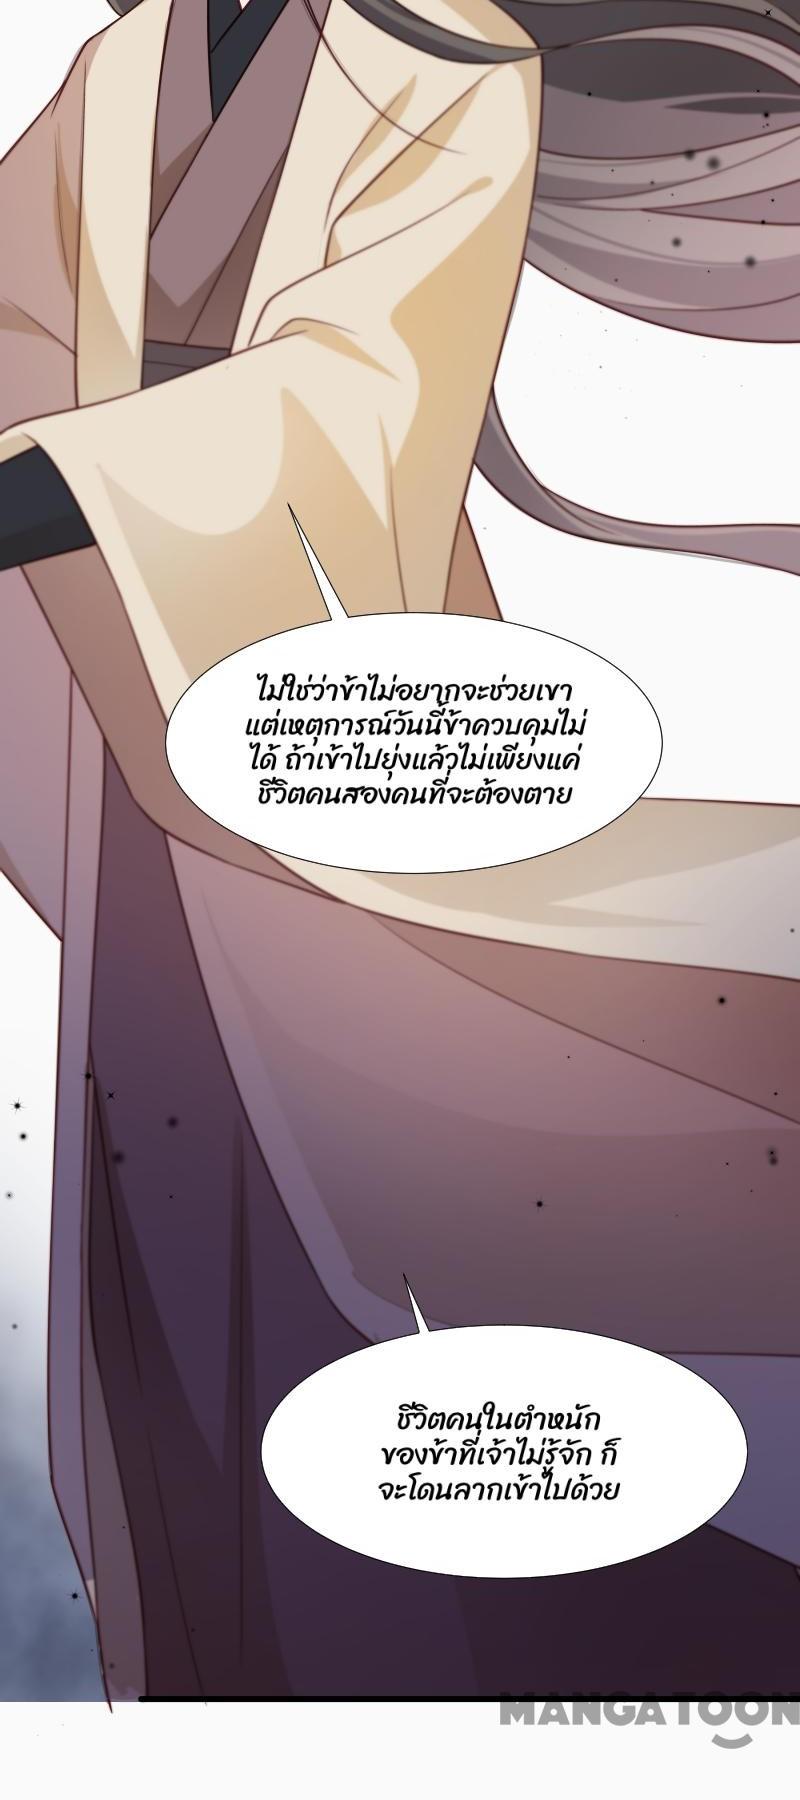 ไม่ใช่ว่าข้าไม่อยากจะช่วยเขา
แต่เหตุการณ์วันนี้ข้าควบคุมไม่
ได้ ถ้าเข้าไปยุ่งแล้วไม่เพียงแค่
ชีวิตคนสองคนที่จะต้องตาย
ชีวิตคนในตำหนัก
ของข้าที่เจ้าไม่รู้จัก ก็
จะโดนลากเข้าไปด้วย
MANGATOON